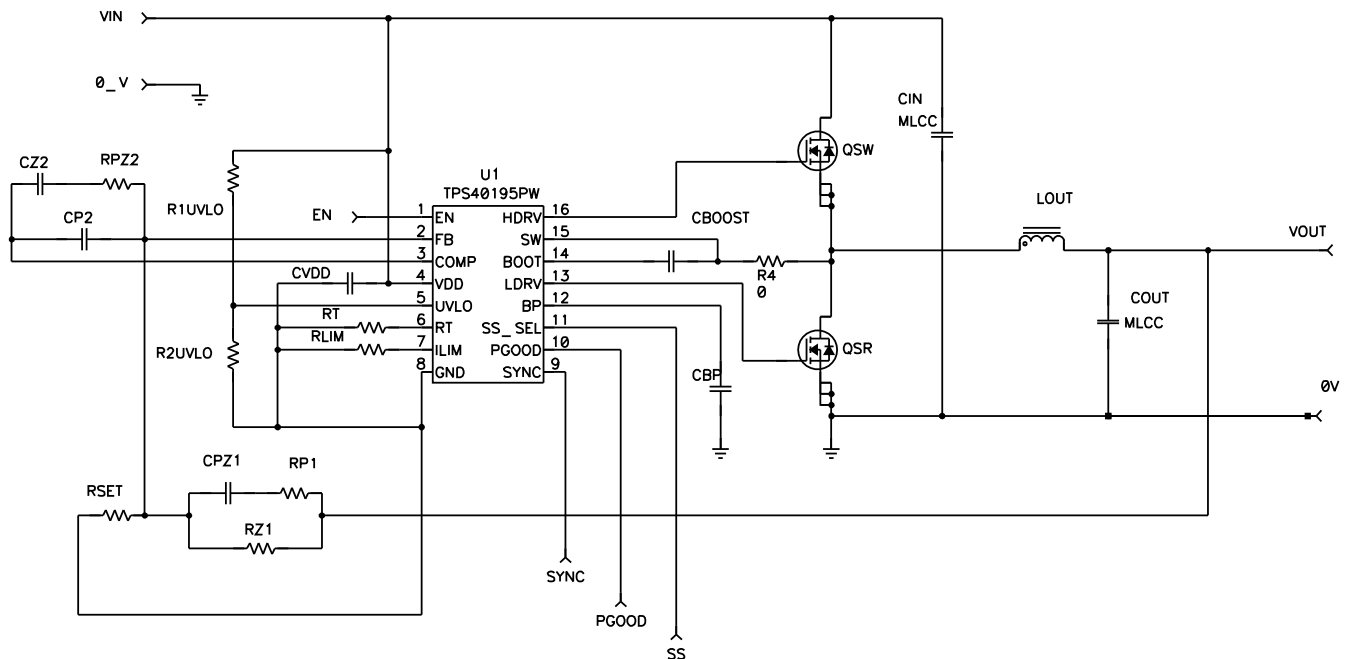 VIN
0_V
CZ2
RPZ2
CP2
R1UVLO
R2UVLO
EN
CVDD
RT
RLIM
U1
TPS40195PW
1 EN HDRV 16
2 FB SW 15
3 COMP BOOT 14
4 VDD LDRV 13
5 UVLO BP 12
6 RT SS_SEL 11
7 ILIM PGOOD 10
8 GND SYNC 9
CBOOST
R4
0
CBP
QSW
QSR
CIN
MLCC
LOUT
VOUT
COUT
MLCC
0V
CPZ1
RP1
RSET
RZ1
SYNC
PGOOD
SS